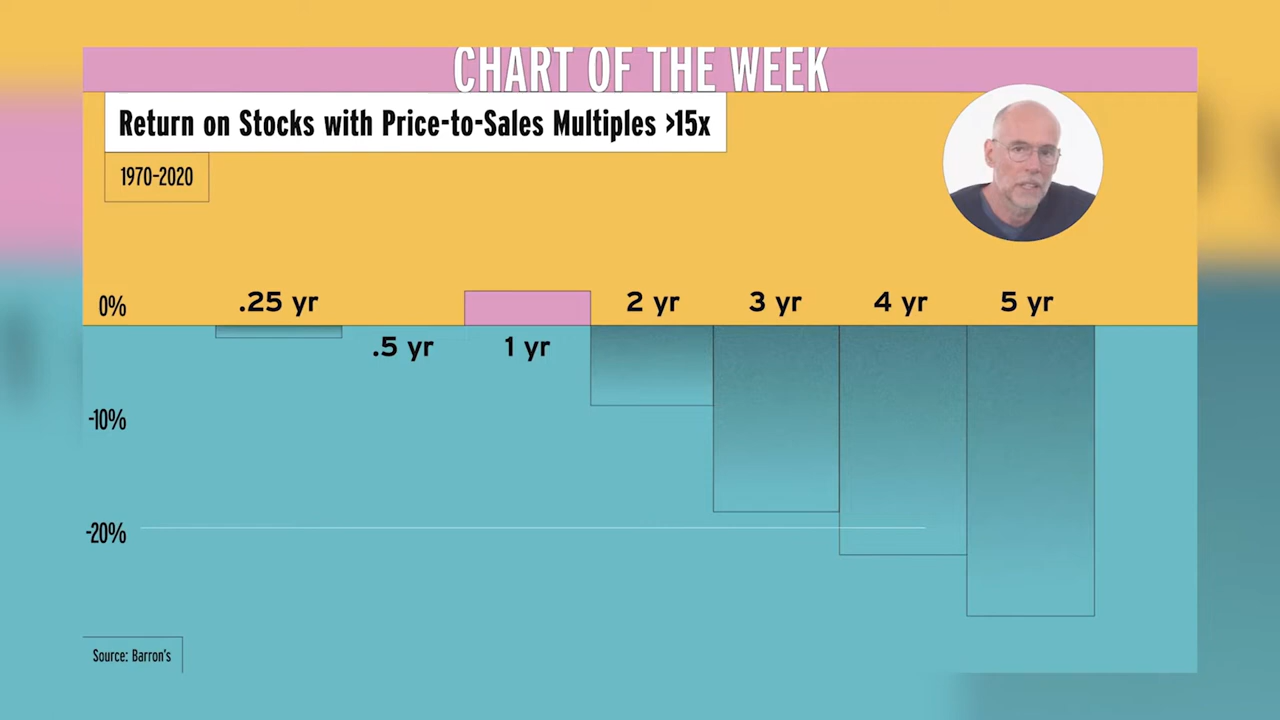 CHART OF THE WEEK
Return on Stocks with Price-to-Sales Multiples >15x
1970-2020
0%
.25 yr
2 yr
3 yr
4 yr
5 yr
.5 yr
1 yr
-10%
-20%
Source: Barron's